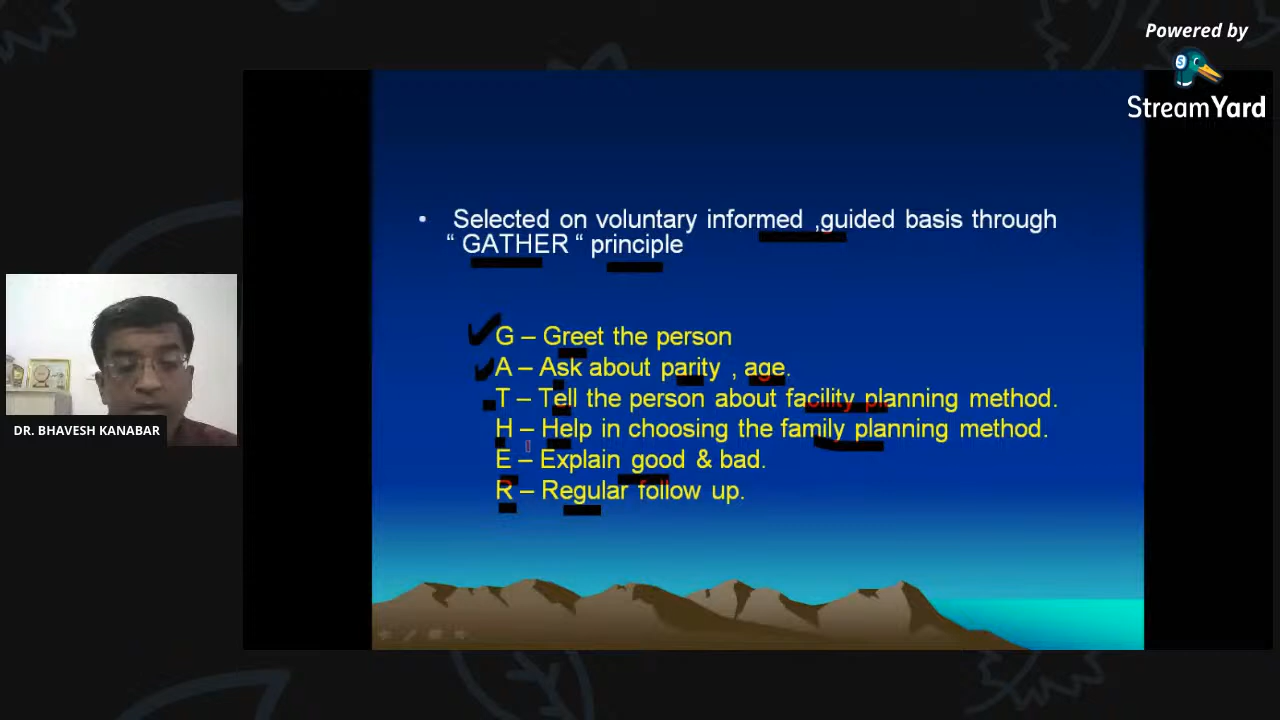 Powered by
StreamYard
• Selected on voluntary informed ,guided basis through
“ GATHER “ principle
G – Greet the person
A – Ask about parity , age.
T – Tell the person about facility planning method.
H – Help in choosing the family planning method.
E – Explain good & bad.
R – Regular follow up.
DR. BHAVESH KANABAR